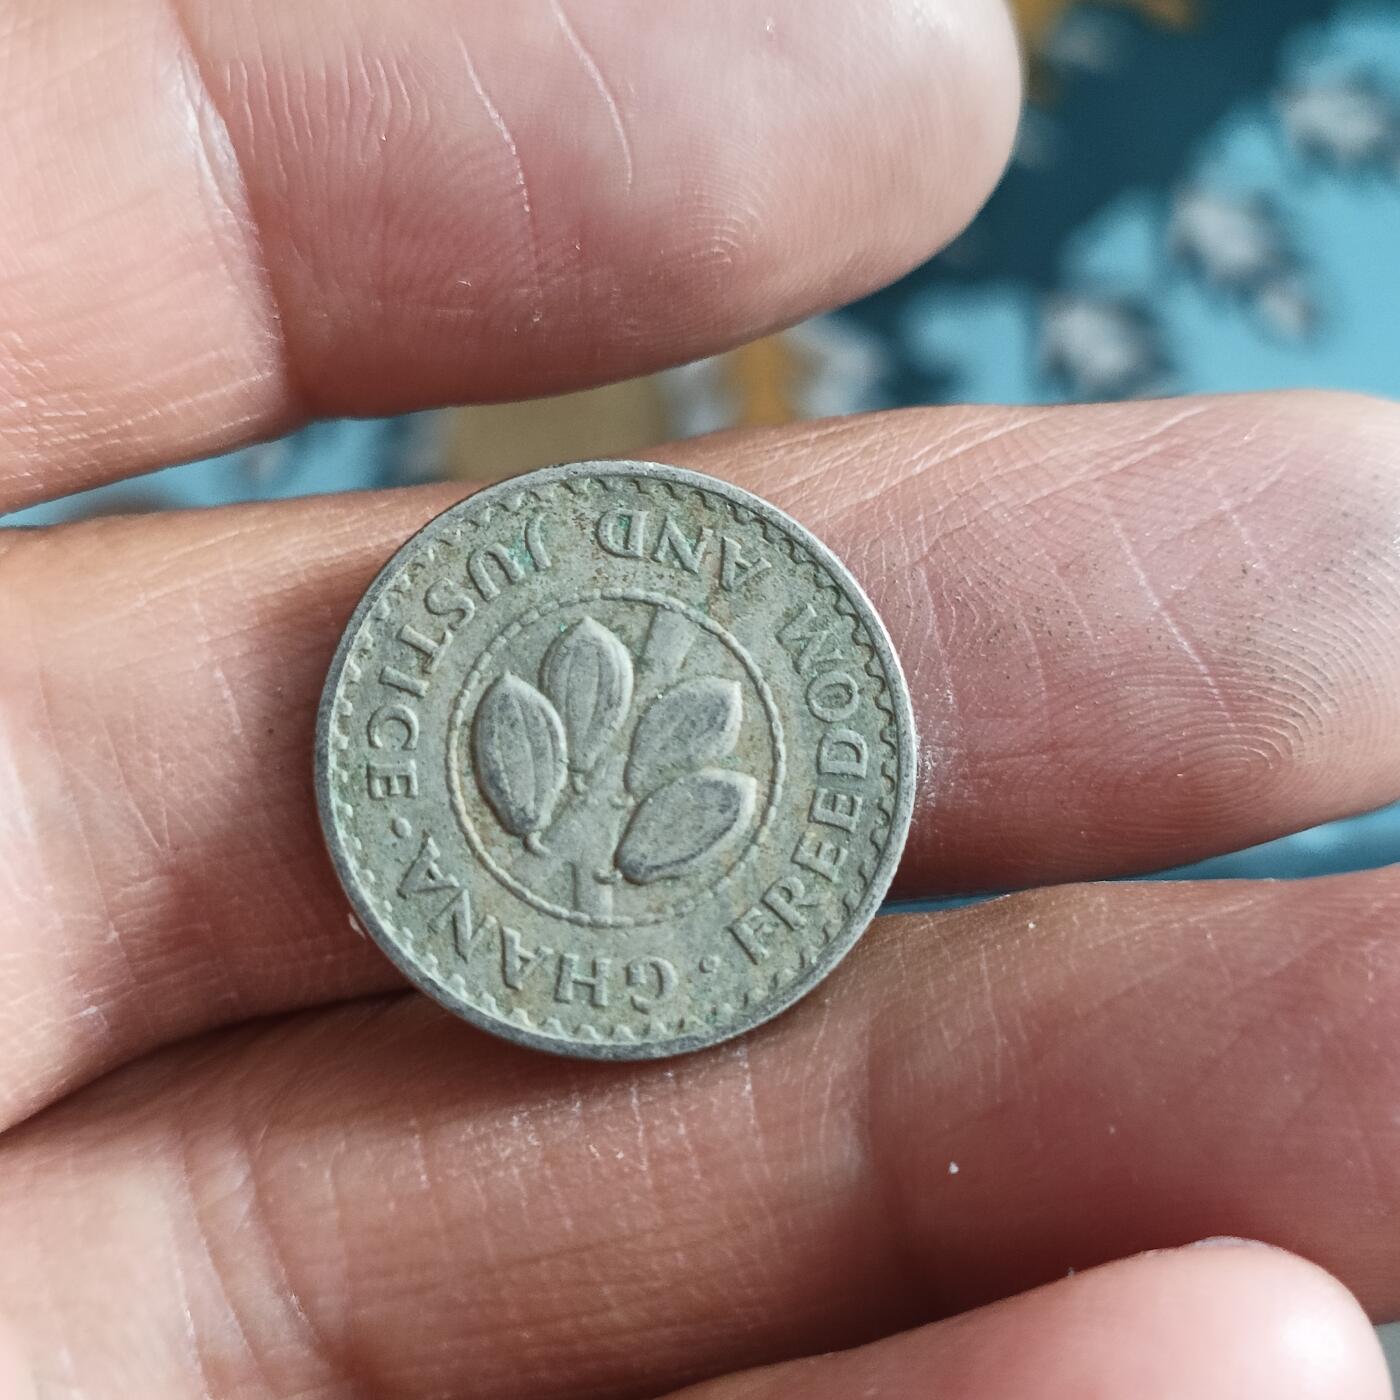 FREEDOM AND JUSTICE • GHANA •